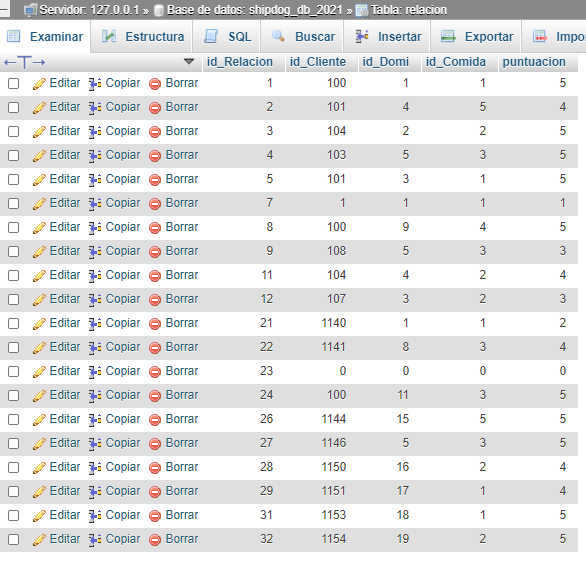 Servidor: 127.0.0.1 » Base de datos: shipdog_db_2021 » Tabla: relacion
Examinar Estructura SQL Buscar Insertar Exportar Impo
←T→ id_Relacion id_Cliente id_Domi id_Comida puntuacion
Editar Copiar Borrar 1 100 1 1 5
Editar Copiar Borrar 2 101 4 5 4
Editar Copiar Borrar 3 104 2 2 5
Editar Copiar Borrar 4 103 5 3 5
Editar Copiar Borrar 5 101 3 1 5
Editar Copiar Borrar 7 1 1 1 1
Editar Copiar Borrar 8 100 9 4 5
Editar Copiar Borrar 9 108 5 3 3
Editar Copiar Borrar 11 104 4 2 4
Editar Copiar Borrar 12 107 3 2 3
Editar Copiar Borrar 21 1140 1 1 2
Editar Copiar Borrar 22 1141 8 3 4
Editar Copiar Borrar 23 0 0 0 0
Editar Copiar Borrar 24 100 11 3 5
Editar Copiar Borrar 26 1144 15 5 5
Editar Copiar Borrar 27 1146 5 3 5
Editar Copiar Borrar 28 1150 16 2 4
Editar Copiar Borrar 29 1151 17 1 4
Editar Copiar Borrar 31 1153 18 1 5
Editar Copiar Borrar 32 1154 19 2 5